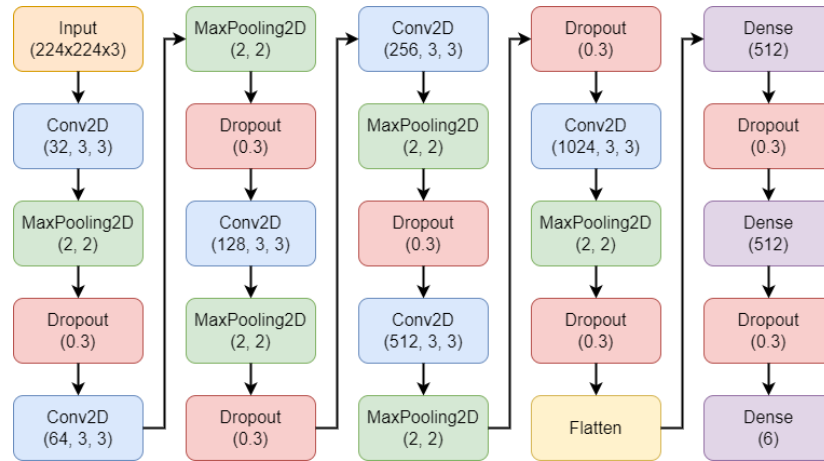 Input
(224x224x3)
Conv2D
(32, 3, 3)
MaxPooling2D
(2, 2)
Dropout
(0.3)
Conv2D
(64, 3, 3)
MaxPooling2D
(2, 2)
Dropout
(0.3)
Conv2D
(128, 3, 3)
MaxPooling2D
(2, 2)
Dropout
(0.3)
Conv2D
(256, 3, 3)
MaxPooling2D
(2, 2)
Dropout
(0.3)
Conv2D
(512, 3, 3)
MaxPooling2D
(2, 2)
Dropout
(0.3)
Conv2D
(1024, 3, 3)
MaxPooling2D
(2, 2)
Dropout
(0.3)
Flatten
Dense
(512)
Dropout
(0.3)
Dense
(512)
Dropout
(0.3)
Dense
(6)